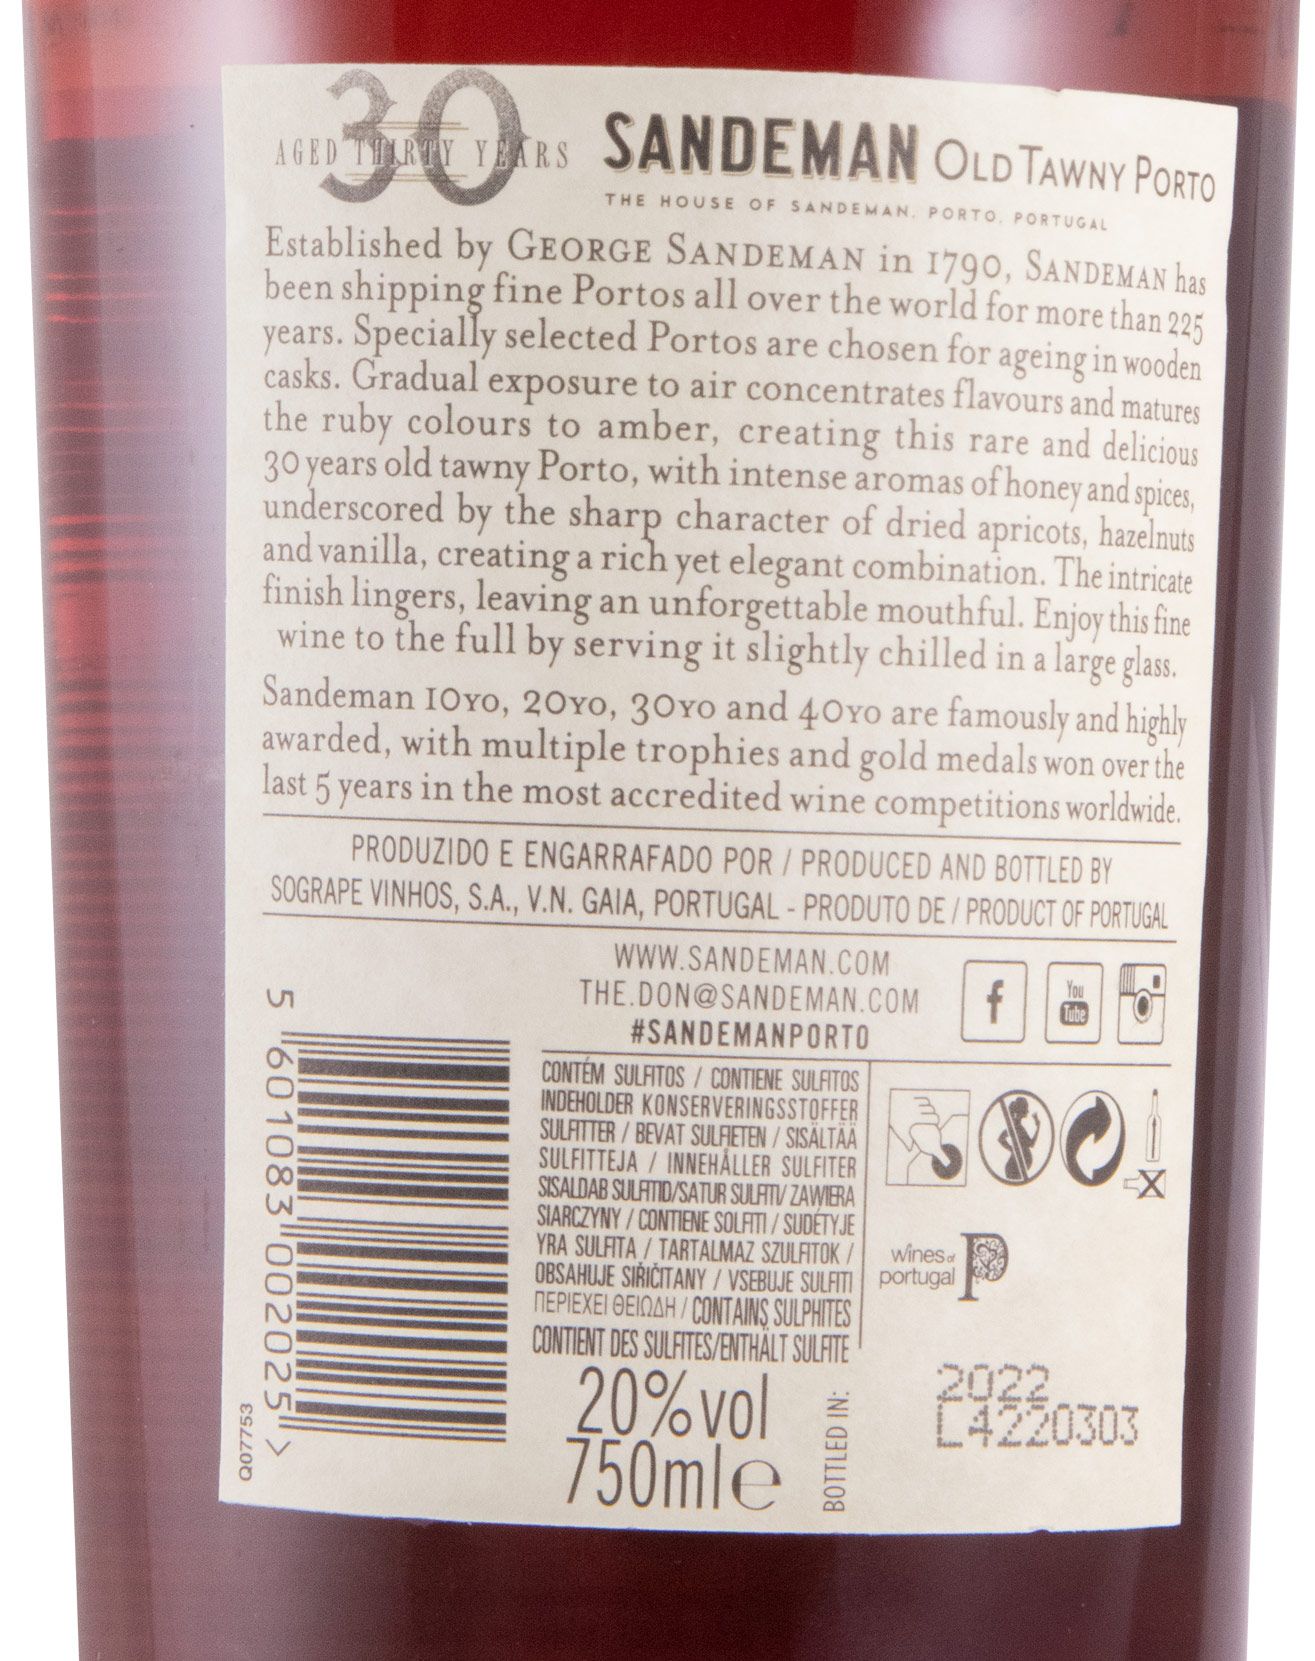 30
AGED THIRTY YEARS
SANDEMAN OLD TAWNY PORTO
THE HOUSE OF SANDEMAN. PORTO. PORTUGAL
Established by GEORGE SANDEMAN in 1790, SANDEMAN has
been shipping fine Portos all over the world for more than 225
years. Specially selected Portos are chosen for ageing in wooden
casks. Gradual exposure to air concentrates flavours and matures
the ruby colours to amber, creating this rare and delicious
30 years old tawny Porto, with intense aromas of honey and spices,
underscored by the sharp character of dried apricots, hazelnuts
and vanilla, creating a rich yet elegant combination. The intricate
finish lingers, leaving an unforgettable mouthful. Enjoy this fine
wine to the full by serving it slightly chilled in a large glass.
Sandeman 10YO, 20YO, 30YO and 40YO are famously and highly
awarded, with multiple trophies and gold medals won over the
last 5 years in the most accredited wine competitions worldwide.
PRODUZIDO E ENGARRAFADO POR / PRODUCED AND BOTTLED BY
SOGRAPE VINHOS, S.A., V.N. GAIA, PORTUGAL - PRODUTO DE / PRODUCT OF PORTUGAL
WWW.SANDEMAN.COM
THE.DON@SANDEMAN.COM
#SANDEMANPORTO
f
You
Tube
5 601083 002025 >
Q07753
CONTÉM SULFITOS / CONTIENE SULFITOS
INDEHOLDER KONSERVERINGSSTOFFER
SULFITTER / BEVAT SULFIETEN / SISÄLTÄÄ
SULFITTEJA / INNEHÅLLER SULFITER
SISALDAB SULFITID/SATUR SULFITI/ ZAWIERA
SIARCZYNY / CONTIENE SOLFITI / SUDĖTYJE
YRA SULFITA / TARTALMAZ SZULFITOK /
OBSAHUJE SIŘIČITANY / VSEBUJE SULFITI
ΠΕΡΙΕΧΕΙ ΘΕΙΩΔΗ / CONTAINS SULPHITES
CONTIENT DES SULFITES/ENTHÄLT SULFITE
wines of
portugal
P
20%vol
750ml e
BOTTLED IN:
2022
L4220303